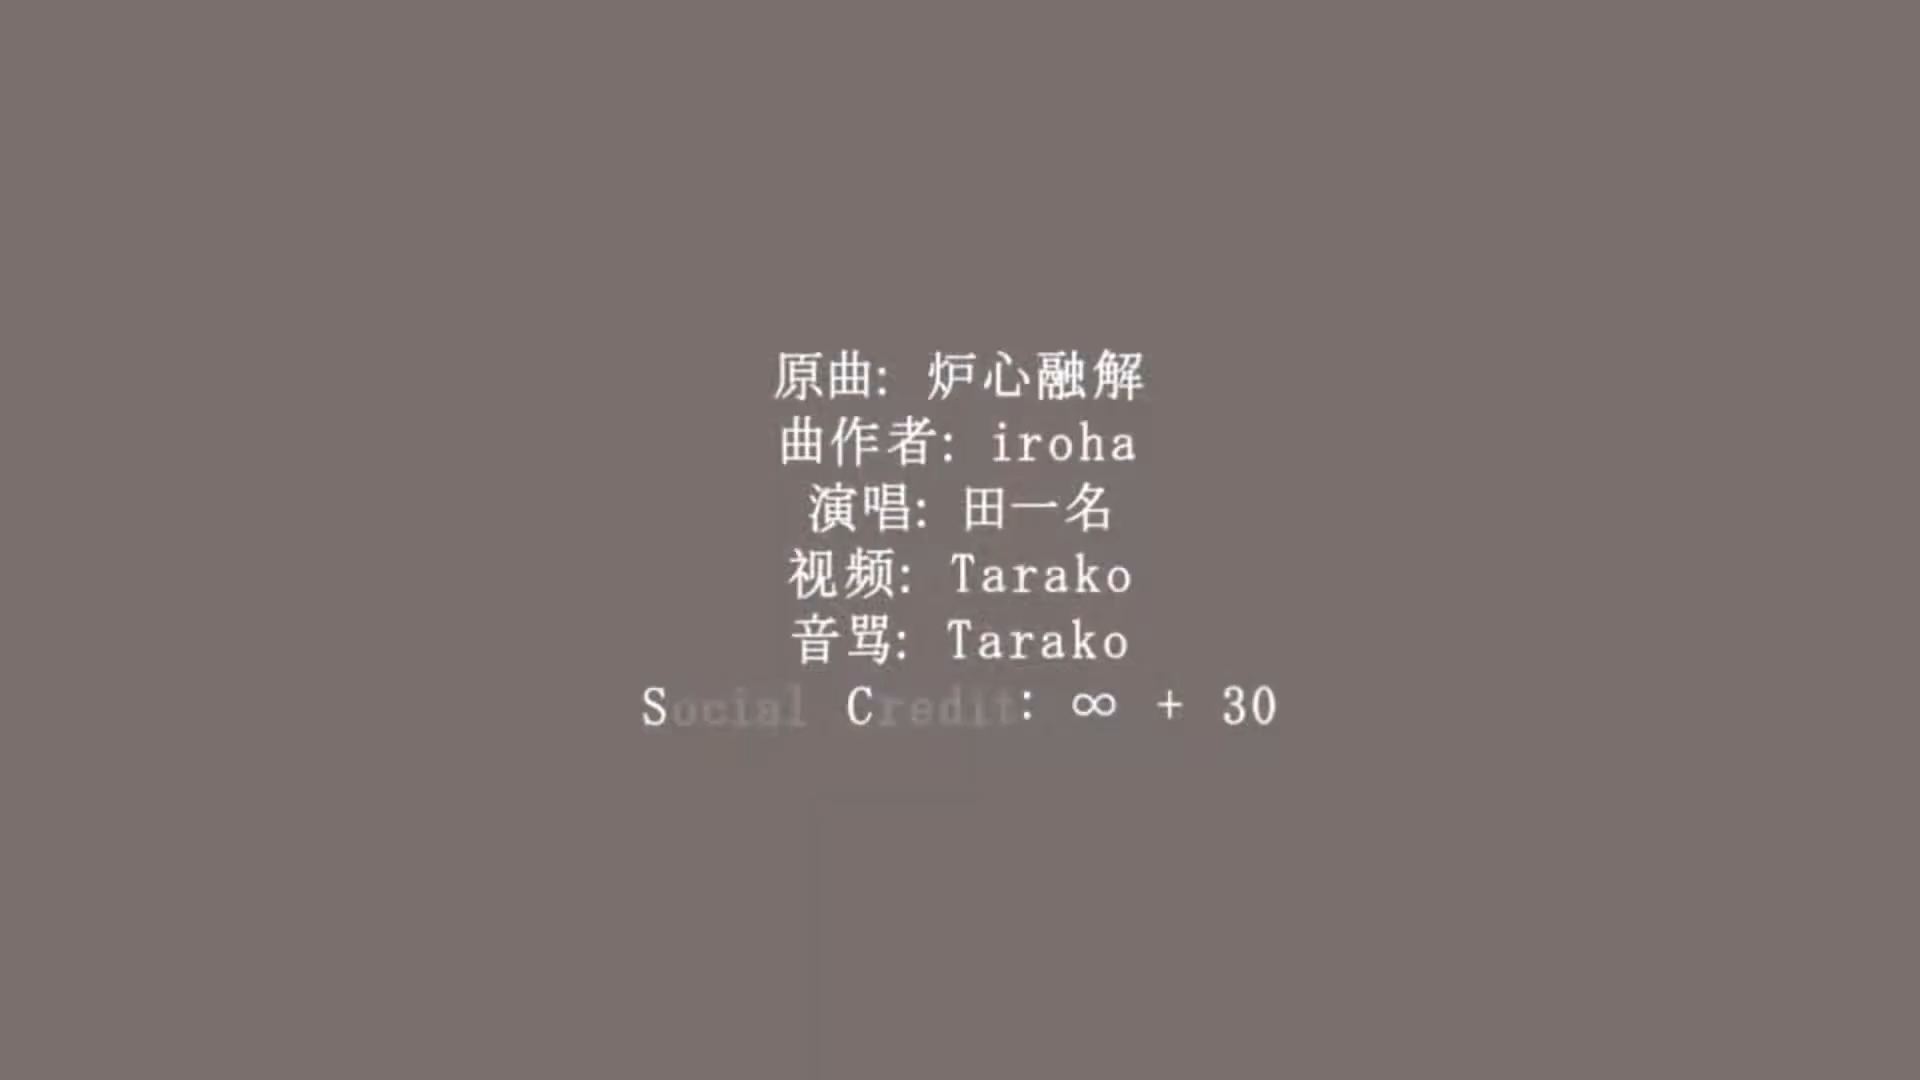 原曲: 炉心融解
曲作者: iroha
演唱: 田一名
视频: Tarako
音骂: Tarako
Social Credit: ∞ + 30